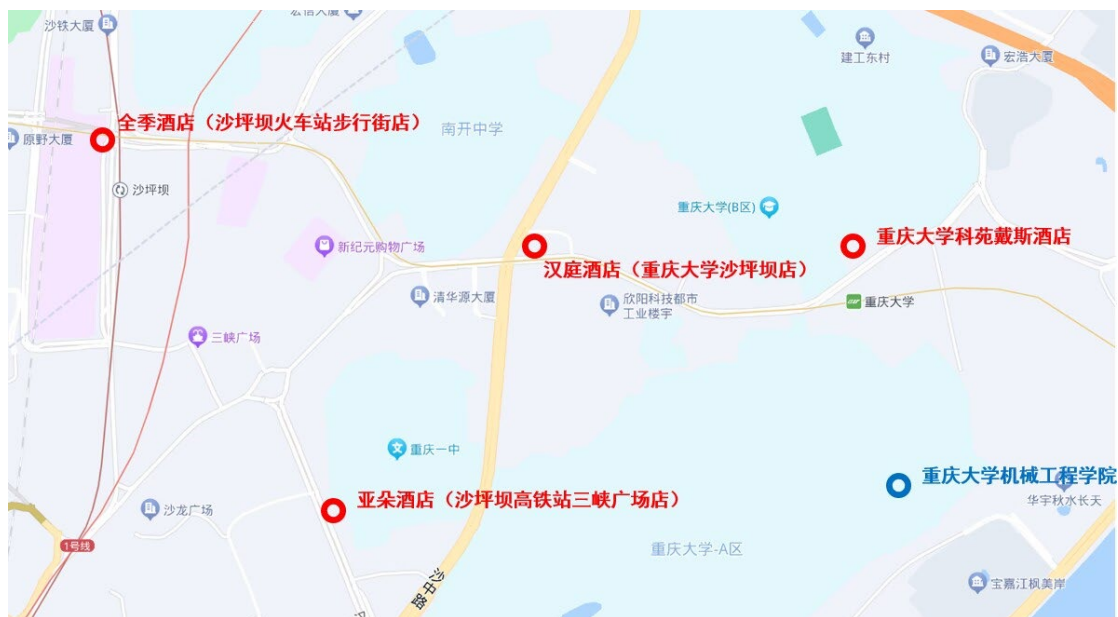 沙铁大厦
宏信大厦
建工东村
宏浩大厦
全季酒店（沙坪坝火车站步行街店）
南开中学
原野大厦
沙坪坝
重庆大学(B区)
重庆大学科苑戴斯酒店
新纪元购物广场
汉庭酒店（重庆大学沙坪坝店）
清华源大厦
欣阳科技都市
工业楼宇
重庆大学
三峡广场
重庆一中
重庆大学机械工程学院
华宇秋水长天
亚朵酒店（沙坪坝高铁站三峡广场店）
沙龙广场
1号线
重庆大学-A区
沙中路
宝嘉江枫美岸